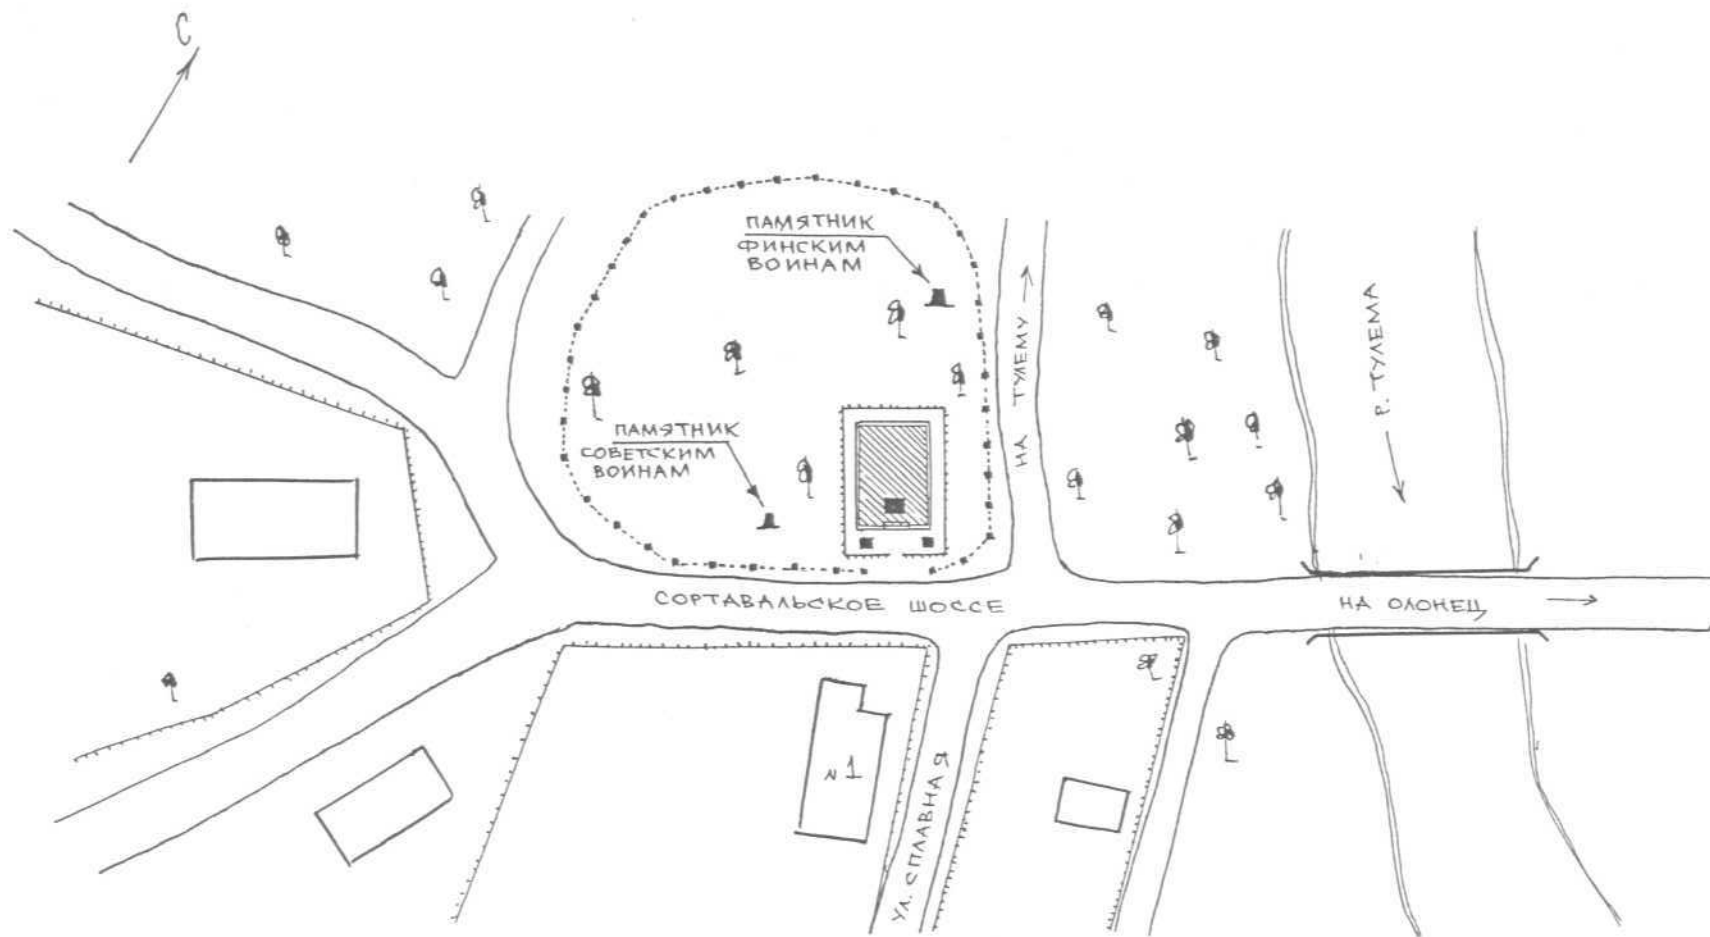 С
ПАМЯТНИК
ФИНСКИМ
ВОИНАМ
ПАМЯТНИК
СОВЕТСКИМ
ВОИНАМ
НА ТУЛЕМУ
Р. ТУЛЕМА
СОРТАВАЛЬСКОЕ ШОССЕ
НА ОЛОНЕЦ
№1
УЛ. СПЛАВНАЯ